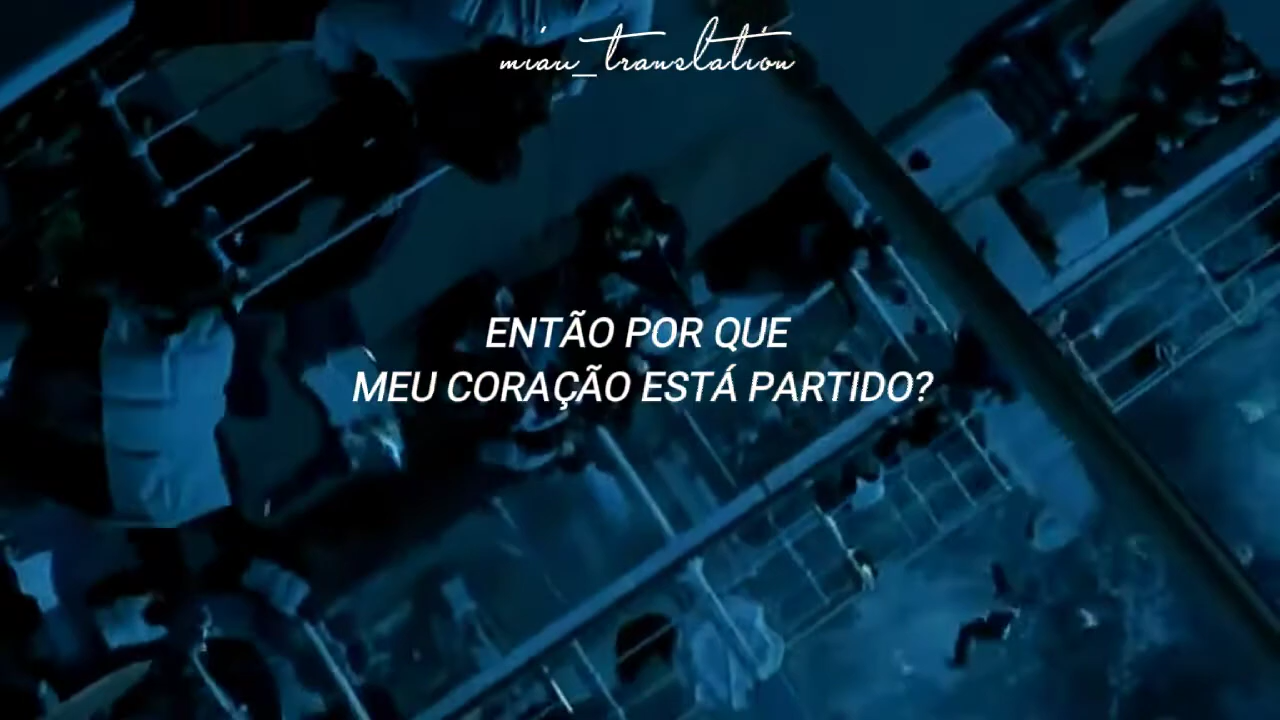 miau_translation
ENTÃO POR QUE
MEU CORAÇÃO ESTÁ PARTIDO?